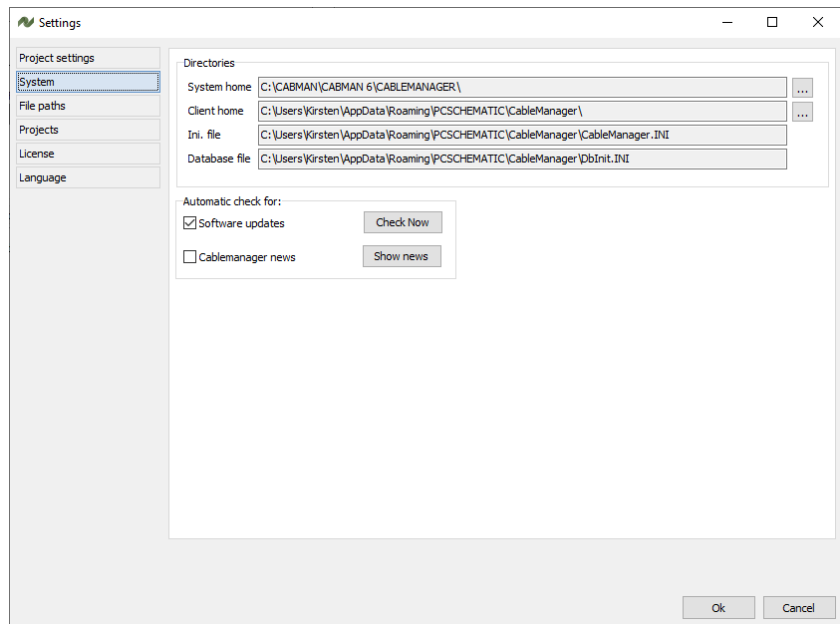 Settings
Project settings
System
File paths
Projects
License
Language
Directories
System home C:\CABMAN\CABMAN 6\CABLEMANAGER\ ...
Client home C:\Users\Kirsten\AppData\Roaming\PCSCHEMATIC\CableManager\ ...
Ini. file C:\Users\Kirsten\AppData\Roaming\PCSCHEMATIC\CableManager\CableManager.INI
Database file C:\Users\Kirsten\AppData\Roaming\PCSCHEMATIC\CableManager\DbInit.INI
Automatic check for:
Software updates Check Now
Cablemanager news Show news
Ok Cancel